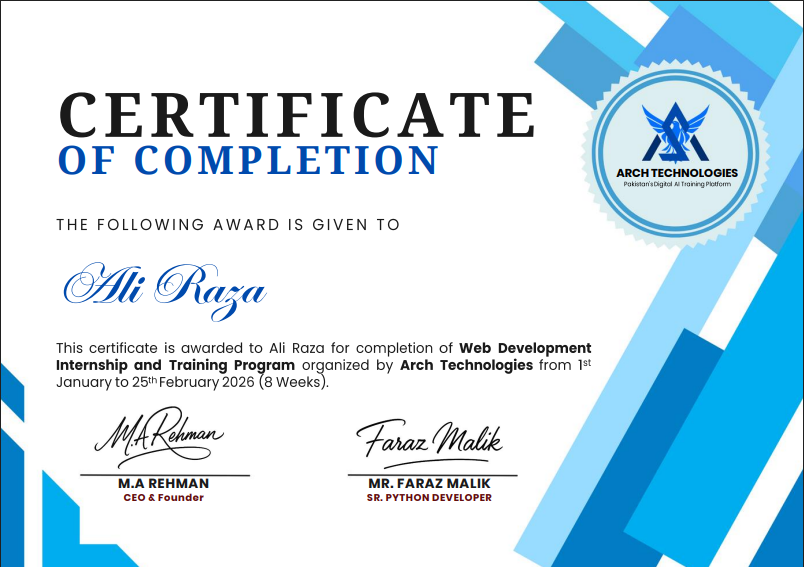 CERTIFICATE
OF COMPLETION
ARCH TECHNOLOGIES
Pakistan's Digital AI Training Platform
THE FOLLOWING AWARD IS GIVEN TO
Ali Raza
This certificate is awarded to Ali Raza for completion of Web Development
Internship and Training Program organized by Arch Technologies from 1st
January to 25th February 2026 (8 Weeks).
M.A Rehman
Faraz Malik
M.A REHMAN
MR. FARAZ MALIK
CEO & Founder
SR. PYTHON DEVELOPER